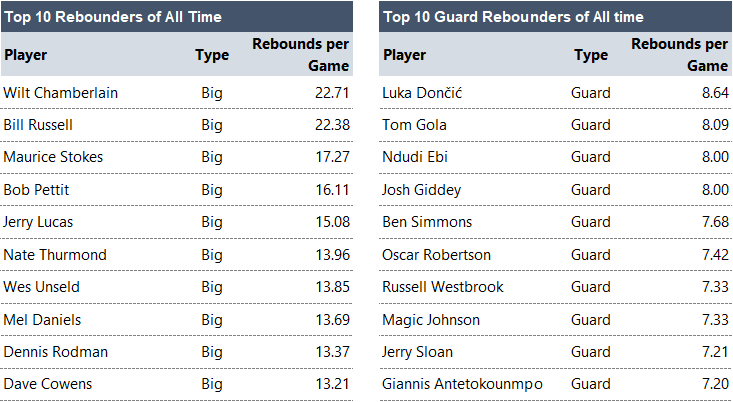 Top 10 Rebounders of All Time
Player Type Rebounds per Game
Wilt Chamberlain Big 22.71
Bill Russell Big 22.38
Maurice Stokes Big 17.27
Bob Pettit Big 16.11
Jerry Lucas Big 15.08
Nate Thurmond Big 13.96
Wes Unseld Big 13.85
Mel Daniels Big 13.69
Dennis Rodman Big 13.37
Dave Cowens Big 13.21
Top 10 Guard Rebounders of All time
Player Type Rebounds per Game
Luka Dončić Guard 8.64
Tom Gola Guard 8.09
Ndudi Ebi Guard 8.00
Josh Giddey Guard 8.00
Ben Simmons Guard 7.68
Oscar Robertson Guard 7.42
Russell Westbrook Guard 7.33
Magic Johnson Guard 7.33
Jerry Sloan Guard 7.21
Giannis Antetokounmpo Guard 7.20